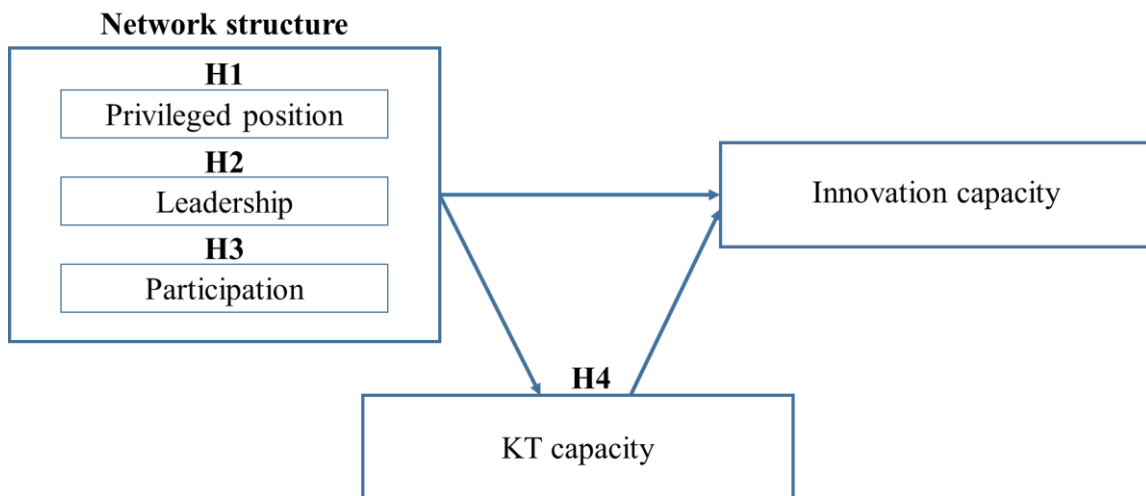 Network structure
H1
Privileged position
H2
Leadership
H3
Participation
Innovation capacity
H4
KT capacity